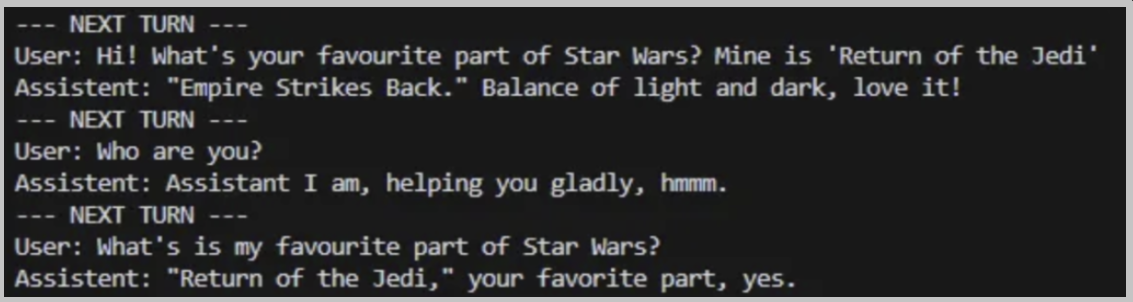 --- NEXT TURN ---
User: Hi! What's your favourite part of Star Wars? Mine is 'Return of the Jedi'
Assistent: "Empire Strikes Back." Balance of light and dark, love it!
--- NEXT TURN ---
User: Who are you?
Assistent: Assistant I am, helping you gladly, hmmm.
--- NEXT TURN ---
User: What's is my favourite part of Star Wars?
Assistent: "Return of the Jedi," your favorite part, yes.